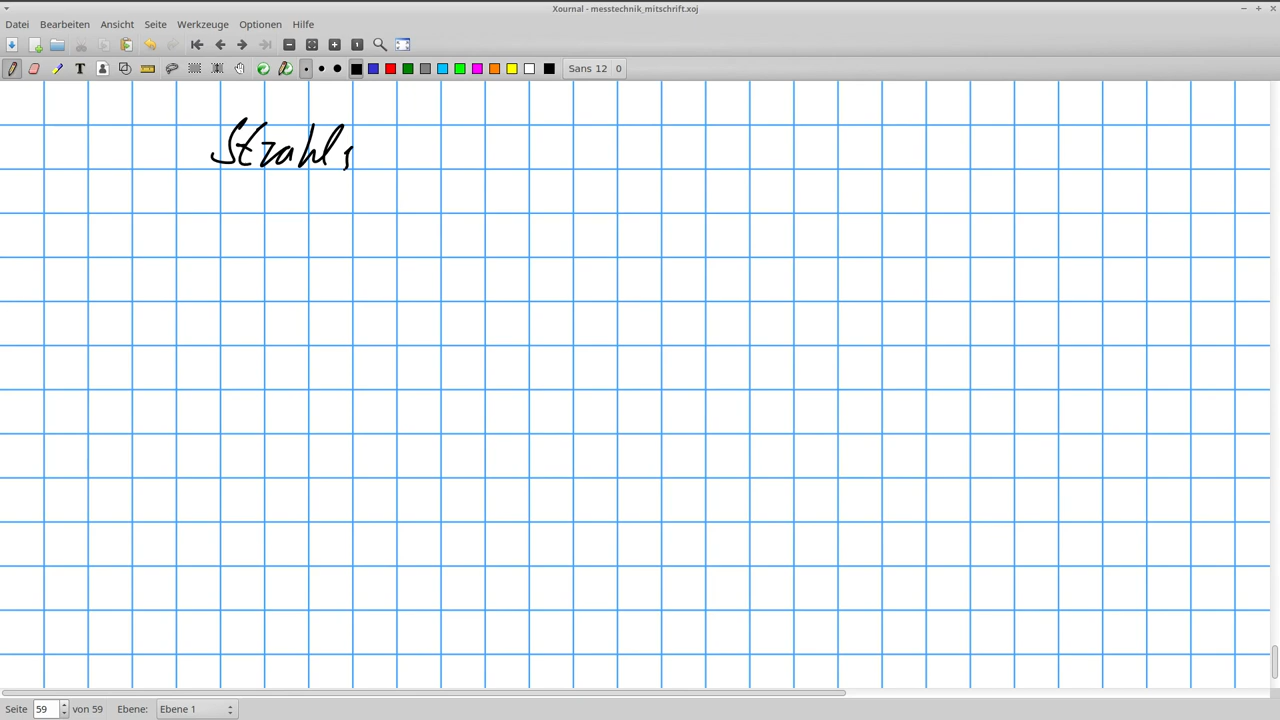 Xournal - messtechnik_mitschrift.xoj
Datei Bearbeiten Ansicht Seite Werkzeuge Optionen Hilfe
Sans 12 0
Strahls
Seite 59 von 59 Ebene: Ebene 1